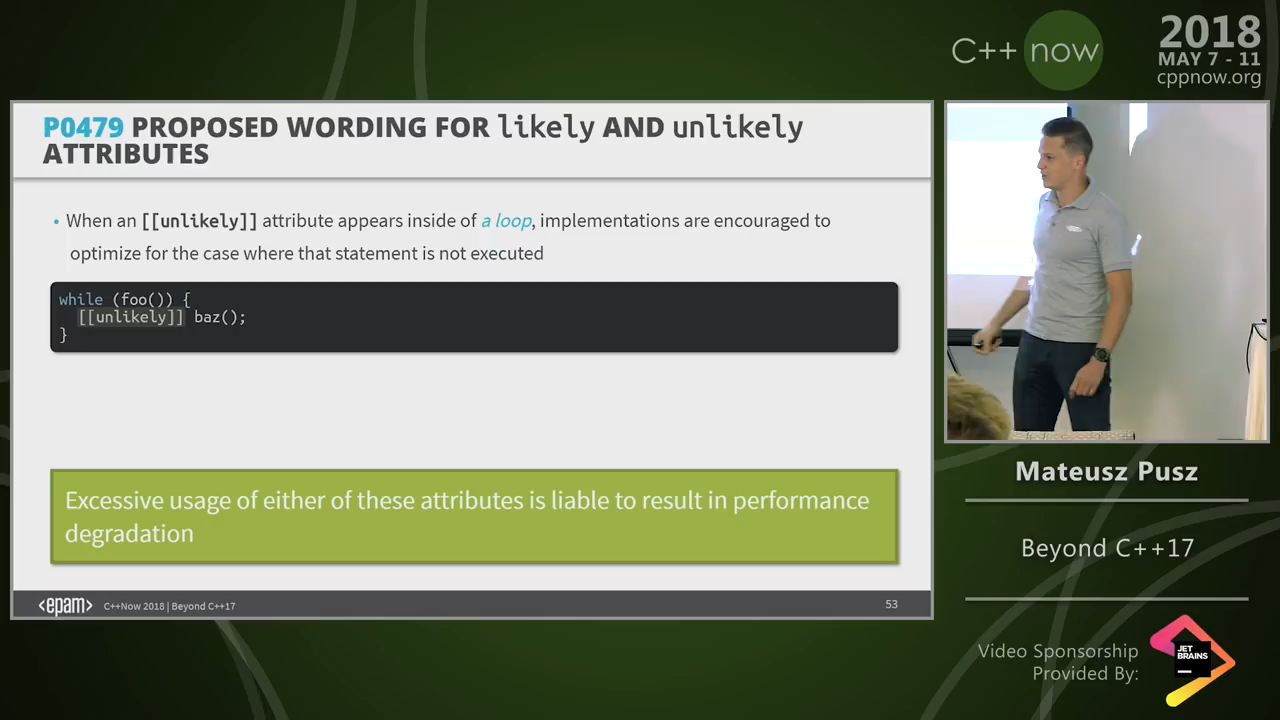 C++ now
2018
MAY 7 - 11
cppnow.org
P0479 PROPOSED WORDING FOR likely AND unlikely
ATTRIBUTES
• When an [[unlikely]] attribute appears inside of a loop, implementations are encouraged to
optimize for the case where that statement is not executed
while (foo()) {
[[unlikely]] baz();
}
Excessive usage of either of these attributes is liable to result in performance
degradation
<epam> C++Now 2018 | Beyond C++17
53
Mateusz Pusz
Beyond C++17
Video Sponsorship
Provided By:
JET
BRAINS